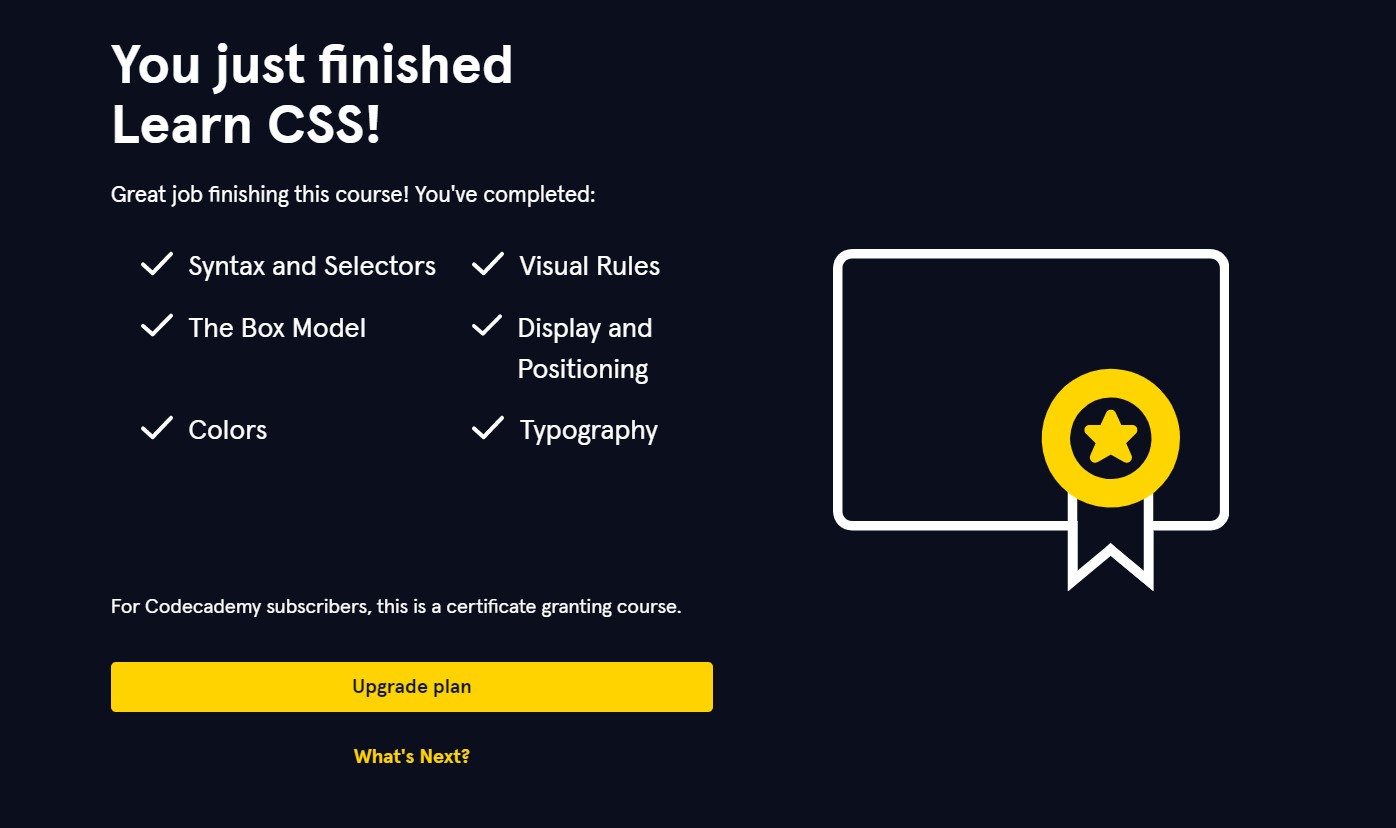 You just finished
Learn CSS!
Great job finishing this course! You've completed:
Syntax and Selectors
Visual Rules
The Box Model
Display and
Positioning
Colors
Typography
For Codecademy subscribers, this is a certificate granting course.
Upgrade plan
What's Next?